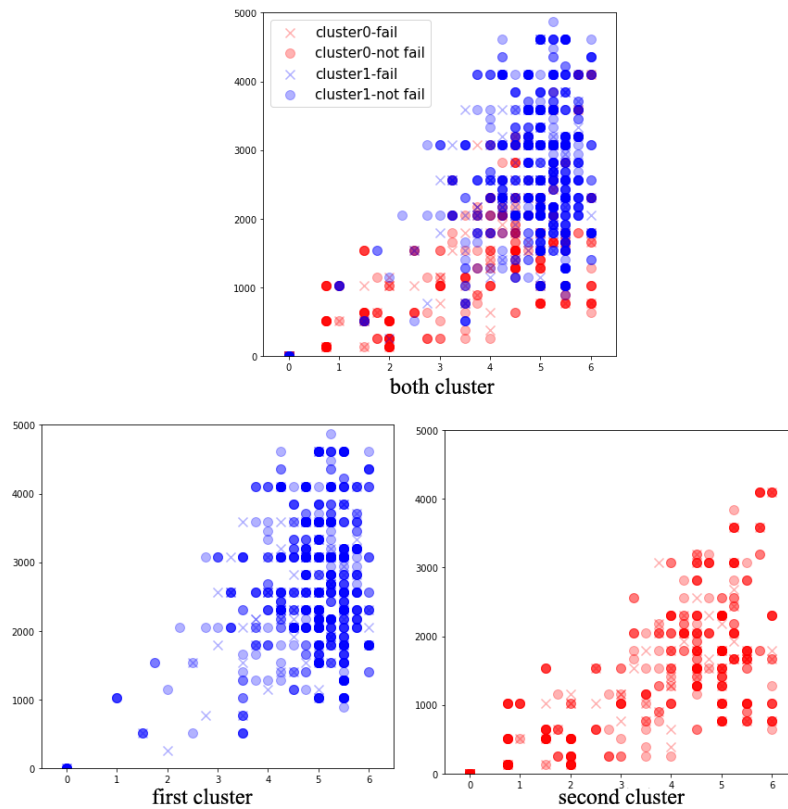 5000
4000
3000
2000
1000
0
cluster0-fail
cluster0-not fail
cluster1-fail
cluster1-not fail
0 1 2 3 4 5 6
both cluster
5000
4000
3000
2000
1000
0
0 1 2 3 4 5 6
first cluster
5000
4000
3000
2000
1000
0
0 1 2 3 4 5 6
second cluster